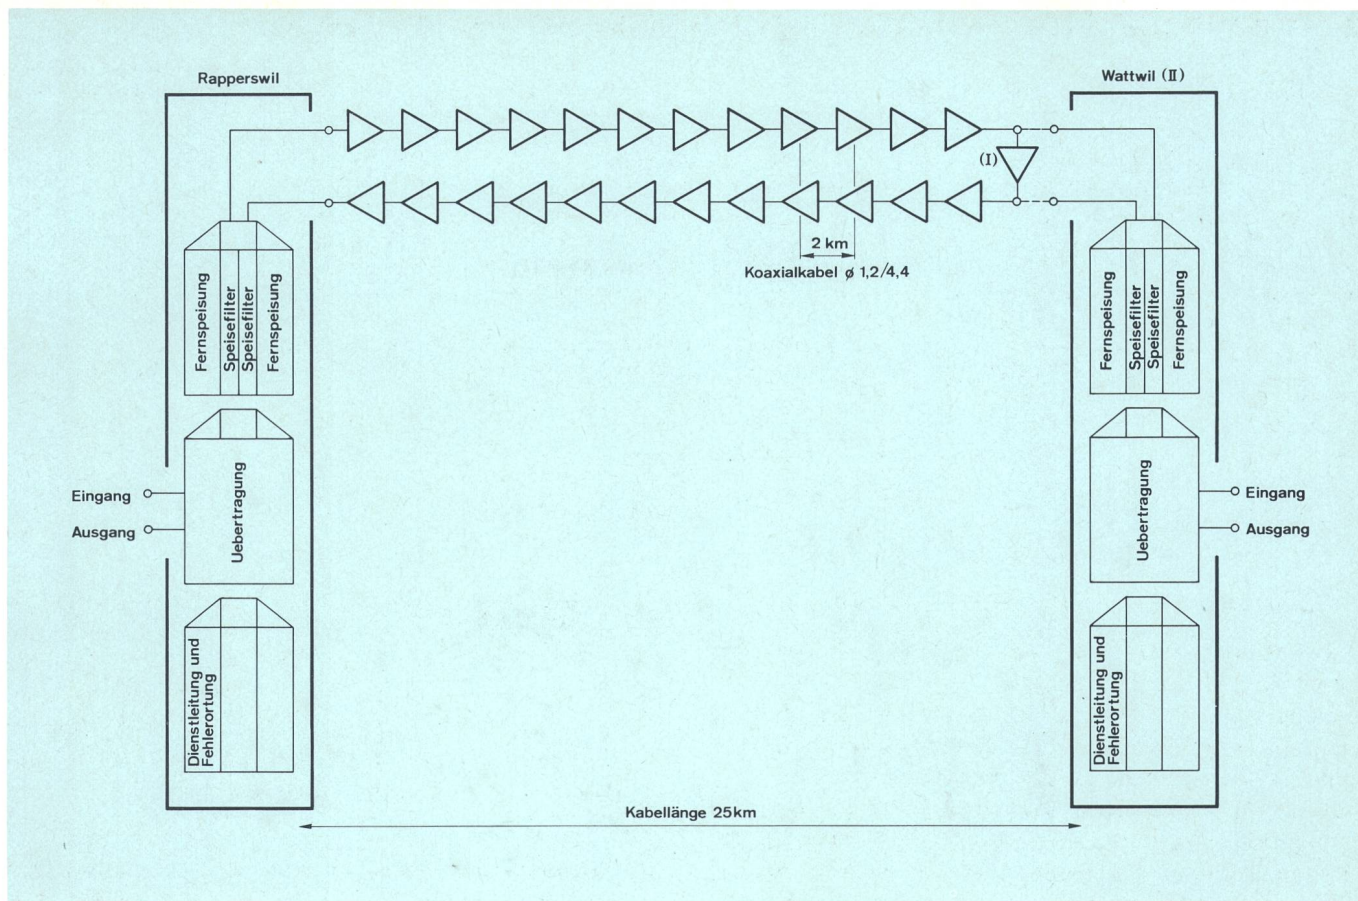 Rapperswil
Wattwil (II)
(I)
2 km
Koaxialkabel ø 1,2/4,4
Fernspeisung
Speisefilter
Speisefilter
Fernspeisung
Fernspeisung
Speisefilter
Speisefilter
Fernspeisung
Eingang
Ausgang
Uebertragung
Uebertragung
Eingang
Ausgang
Dienstleitung und
Fehlerortung
Dienstleitung und
Fehlerortung
Kabellänge 25km